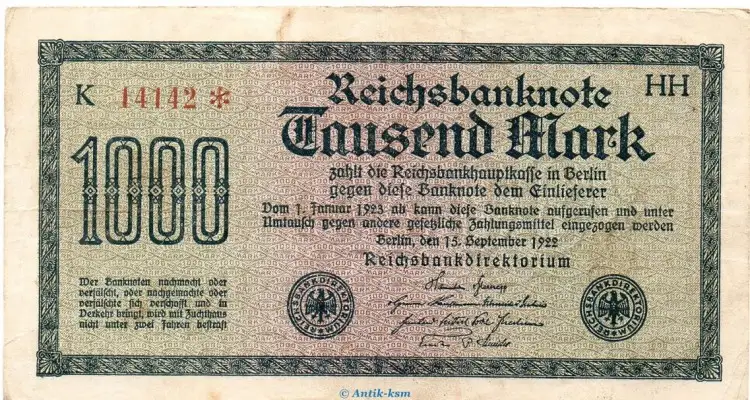 K 14142 * HH
Reichsbanknote
1000
Tausend Mark
zahlt die Reichsbankhauptkasse in Berlin
gegen diese Banknote dem Einlieferer
Vom 1. Januar 1923 ab kann diese Banknote aufgerufen und unter
Umtausch gegen andere gesetzliche Zahlungsmittel eingezogen werden
Berlin, den 15. September 1922
Reichsbankdirektorium
Wer Banknoten nachmacht oder
verfälscht, oder nachgemachte oder
verfälschte sich verschafft und in
Verkehr bringt, wird mit Zuchthaus
nicht unter zwei Jahren bestraft
REICHSBANKDIREKTORIUM
REICHSBANKDIREKTORIUM
© Antik-ksm